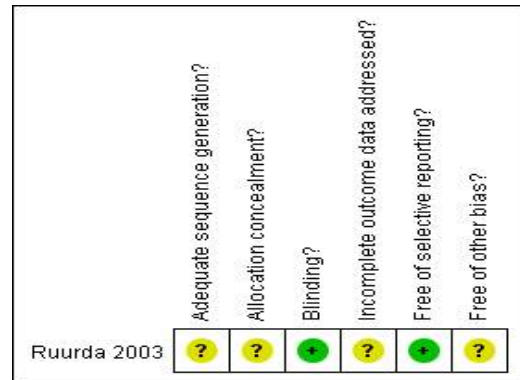 Adequate sequence generation?
Allocation concealment?
Blinding?
Incomplete outcome data addressed?
Free of selective reporting?
Free of other bias?
Ruurda 2003 ? ? + ? + ?